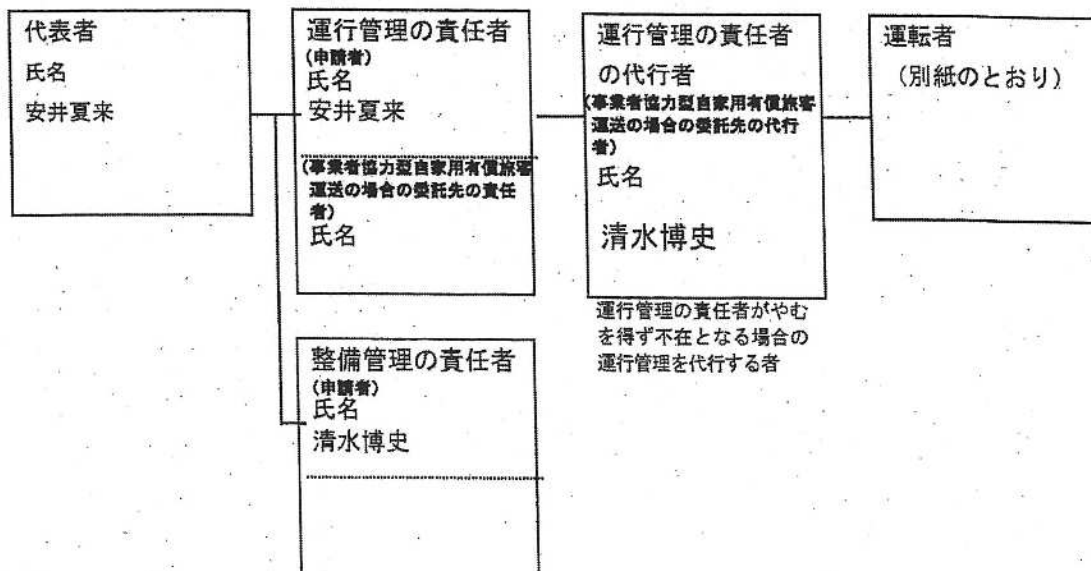 代表者
氏名
安井夏来
運行管理の責任者
(申請者)
氏名
安井夏来
(事業者協力型自家用有償旅客
運送の場合の委託先の責任
者)
氏名
運行管理の責任者
の代行者
(事業者協力型自家用有償旅客
運送の場合の委託先の代行
者)
氏名
清水博史
運行管理の責任者がやむ
を得ず不在となる場合の
運行管理を代行する者
運転者
(別紙のとおり)
整備管理の責任者
(申請者)
氏名
清水博史